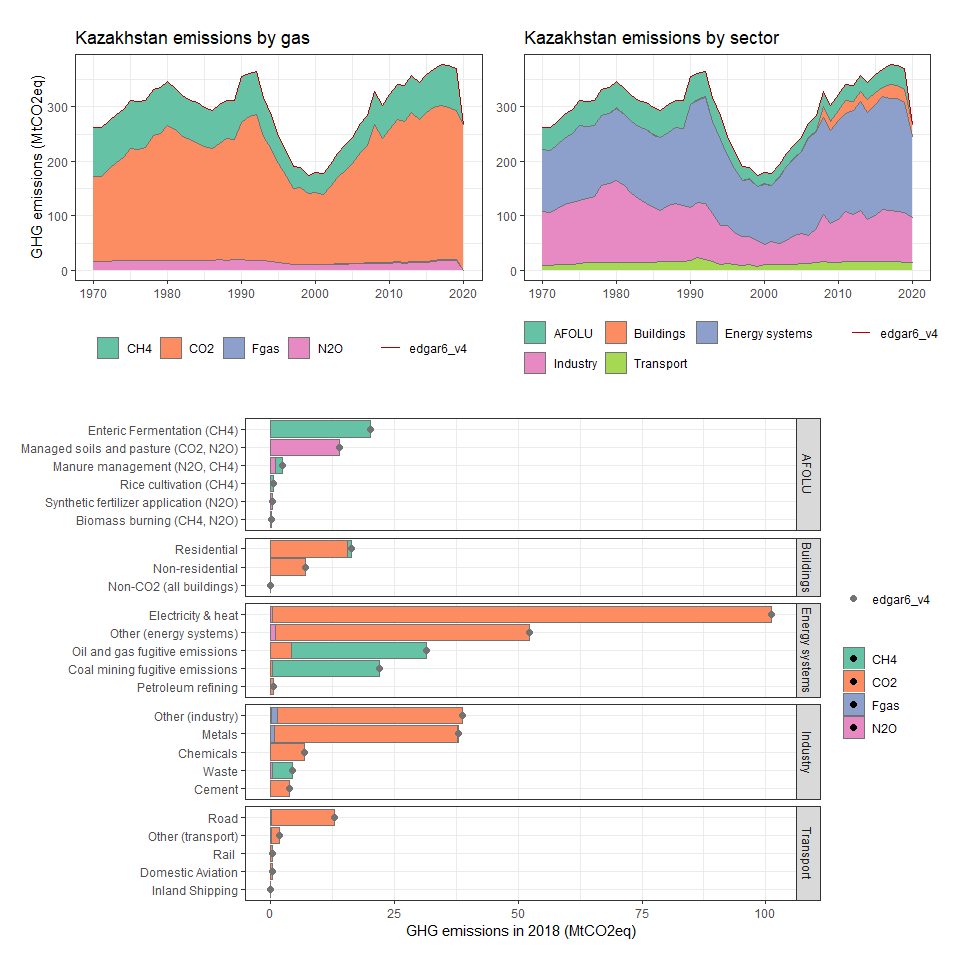 Kazakhstan emissions by gas
GHG emissions (MtCO2eq)
300
200
100
0
1970 1980 1990 2000 2010 2020
CH4 CO2 Fgas N2O edgar6_v4
Kazakhstan emissions by sector
300
200
100
0
1970 1980 1990 2000 2010 2020
AFOLU Buildings Energy systems edgar6_v4
Industry Transport
Enteric Fermentation (CH4)
Managed soils and pasture (CO2, N2O)
Manure management (N2O, CH4)
Rice cultivation (CH4)
Synthetic fertilizer application (N2O)
Biomass burning (CH4, N2O)
AFOLU
Residential
Non-residential
Non-CO2 (all buildings)
Buildings
Electricity & heat
Other (energy systems)
Oil and gas fugitive emissions
Coal mining fugitive emissions
Petroleum refining
Energy systems
Other (industry)
Metals
Chemicals
Waste
Cement
Industry
Road
Other (transport)
Rail
Domestic Aviation
Inland Shipping
Transport
0 25 50 75 100
GHG emissions in 2018 (MtCO2eq)
edgar6_v4
CH4
CO2
Fgas
N2O